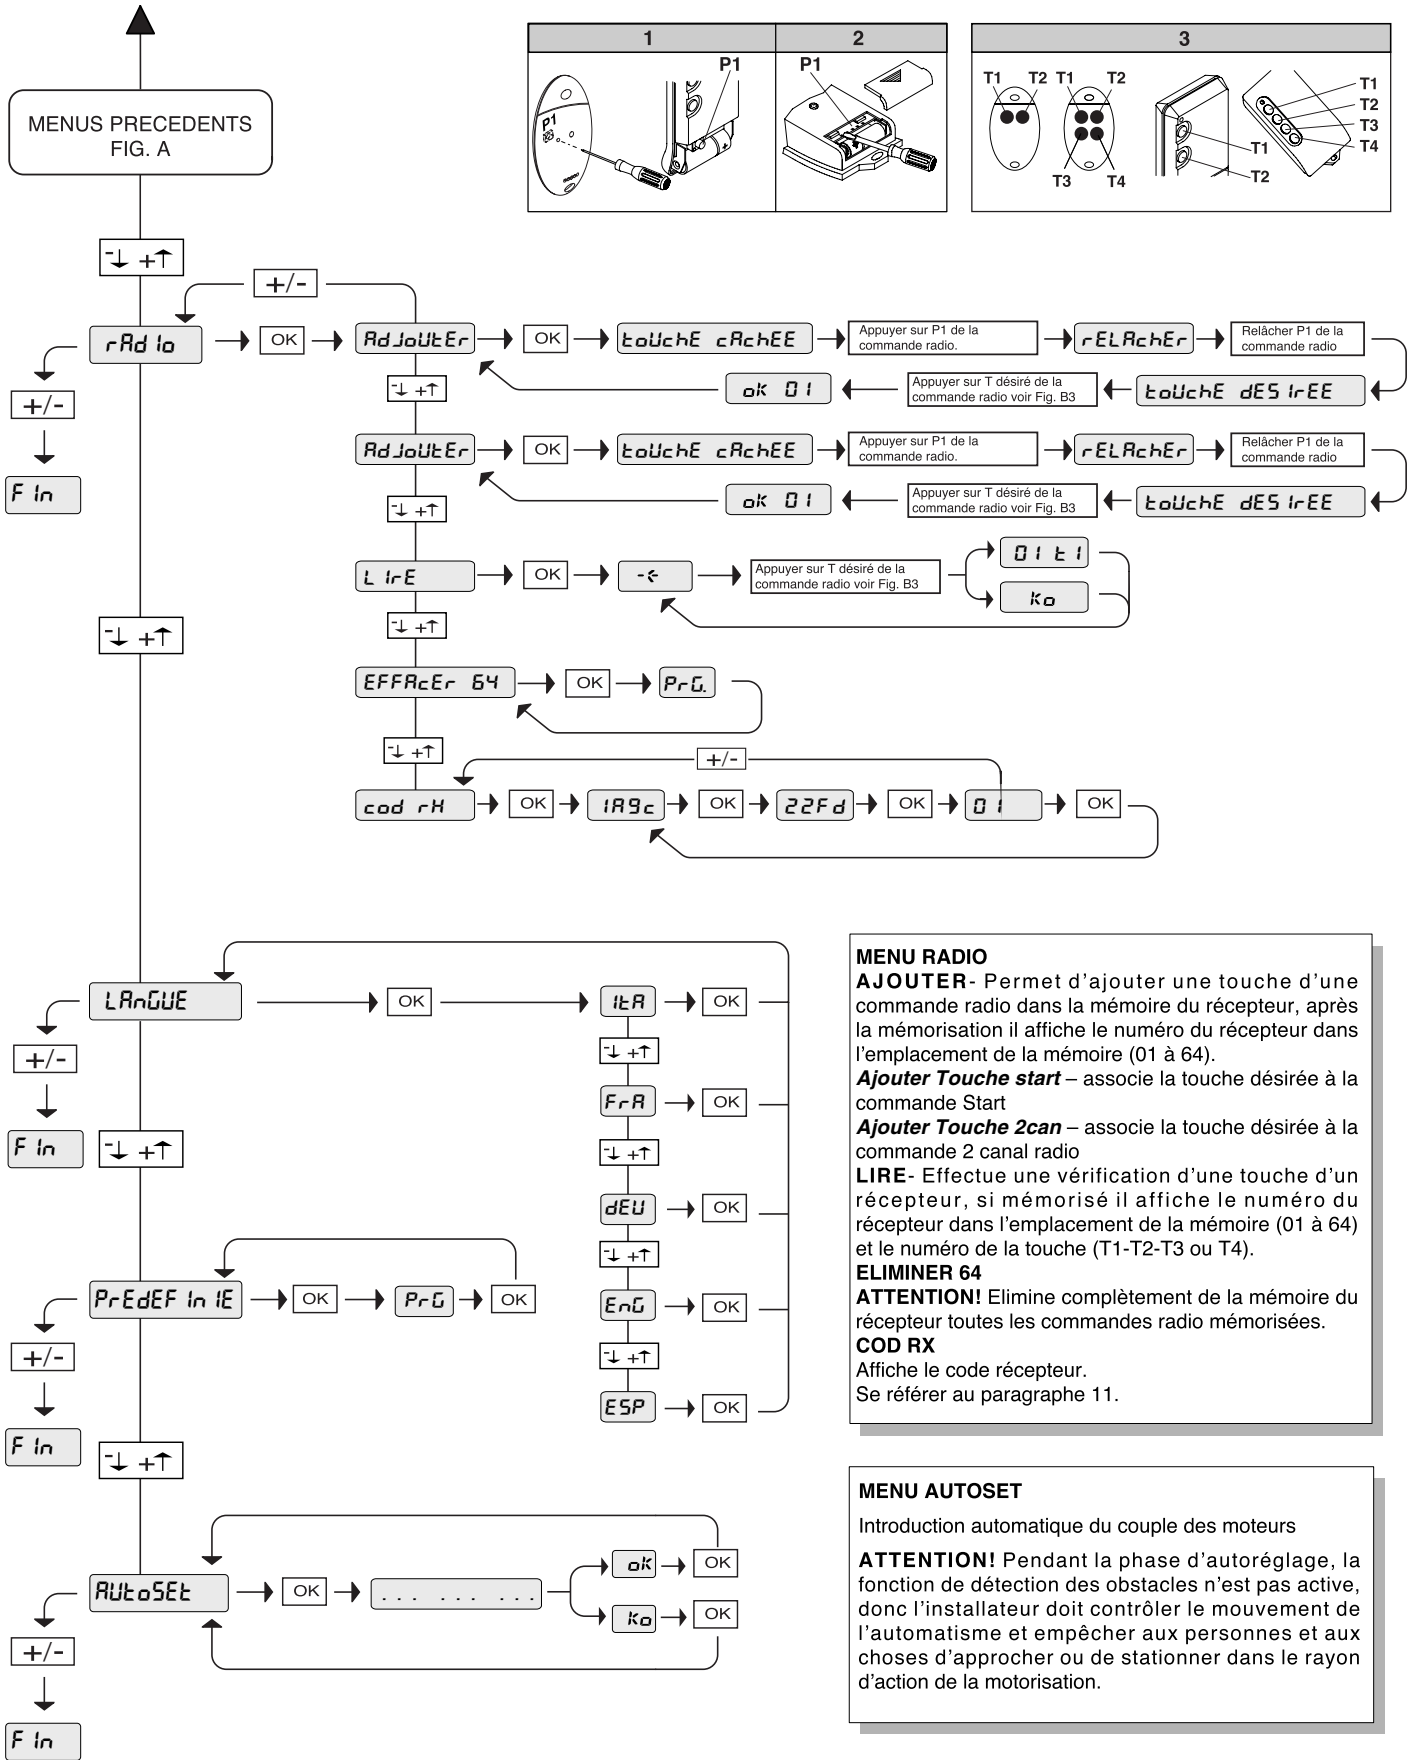 MENUS PRECEDENTS
FIG. A
1
2
3
P1
P1
P1
T1 T2 T1 T2
T3 T4
T1
T2
T1
T2
T3
T4
-↓ +↑
+/-
rAdIo
OK
AdJoUtEr
OK
toUchE cAchEE
Appuyer sur P1 de la
commande radio.
rELAchEr
Relâcher P1 de la
commande radio
+/-
FIn
-↓ +↑
oK 01
Appuyer sur T désiré de la
commande radio voir Fig. B3
toUchE dESIrEE
AdJoUtEr
OK
toUchE cAchEE
Appuyer sur P1 de la
commande radio.
rELAchEr
Relâcher P1 de la
commande radio
-↓ +↑
oK 01
Appuyer sur T désiré de la
commande radio voir Fig. B3
toUchE dESIrEE
LIrE
OK
-←
Appuyer sur T désiré de la
commande radio voir Fig. B3
01 t1
Ko
-↓ +↑
-↓ +↑
EFFAcEr 64
OK
PrG.
-↓ +↑
+/-
cod rH
OK
1A9c
OK
22Fd
OK
01
OK
LAnGUE
OK
ItA
OK
-↓ +↑
FrA
OK
-↓ +↑
dEU
OK
-↓ +↑
EnG
OK
-↓ +↑
ESP
OK
+/-
FIn
-↓ +↑
PrEdEFInIE
OK
PrG
OK
+/-
FIn
-↓ +↑
AUtoSEt
OK
... ... ...
oK
OK
Ko
OK
+/-
FIn
MENU RADIO
AJOUTER- Permet d'ajouter une touche d'une
commande radio dans la mémoire du récepteur, après
la mémorisation il affiche le numéro du récepteur dans
l'emplacement de la mémoire (01 à 64).
Ajouter Touche start – associe la touche désirée à la
commande Start
Ajouter Touche 2can – associe la touche désirée à la
commande 2 canal radio
LIRE- Effectue une vérification d'une touche d'un
récepteur, si mémorisé il affiche le numéro du
récepteur dans l'emplacement de la mémoire (01 à 64)
et le numéro de la touche (T1-T2-T3 ou T4).
ELIMINER 64
ATTENTION! Elimine complètement de la mémoire du
récepteur toutes les commandes radio mémorisées.
COD RX
Affiche le code récepteur.
Se référer au paragraphe 11.
MENU AUTOSET
Introduction automatique du couple des moteurs
ATTENTION! Pendant la phase d'autoréglage, la
fonction de détection des obstacles n'est pas active,
donc l'installateur doit contrôler le mouvement de
l'automatisme et empêcher aux personnes et aux
choses d'approcher ou de stationner dans le rayon
d'action de la motorisation.